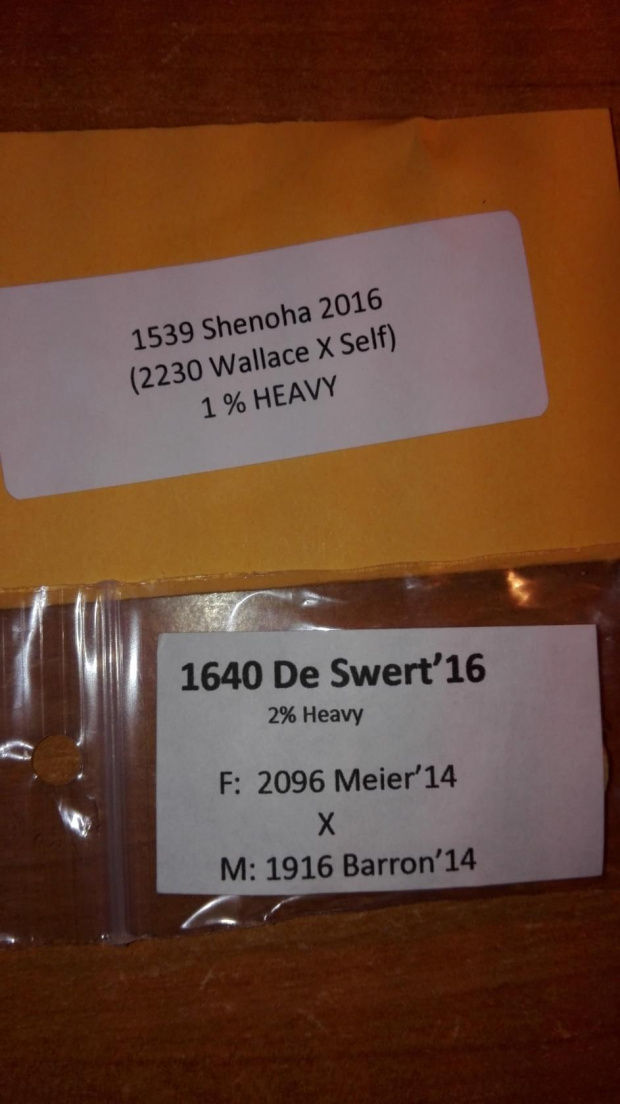 1539 Shenoha 2016
(2230 Wallace X Self)
1 % HEAVY
1640 De Swert'16
2% Heavy
F: 2096 Meier'14
X
M: 1916 Barron'14